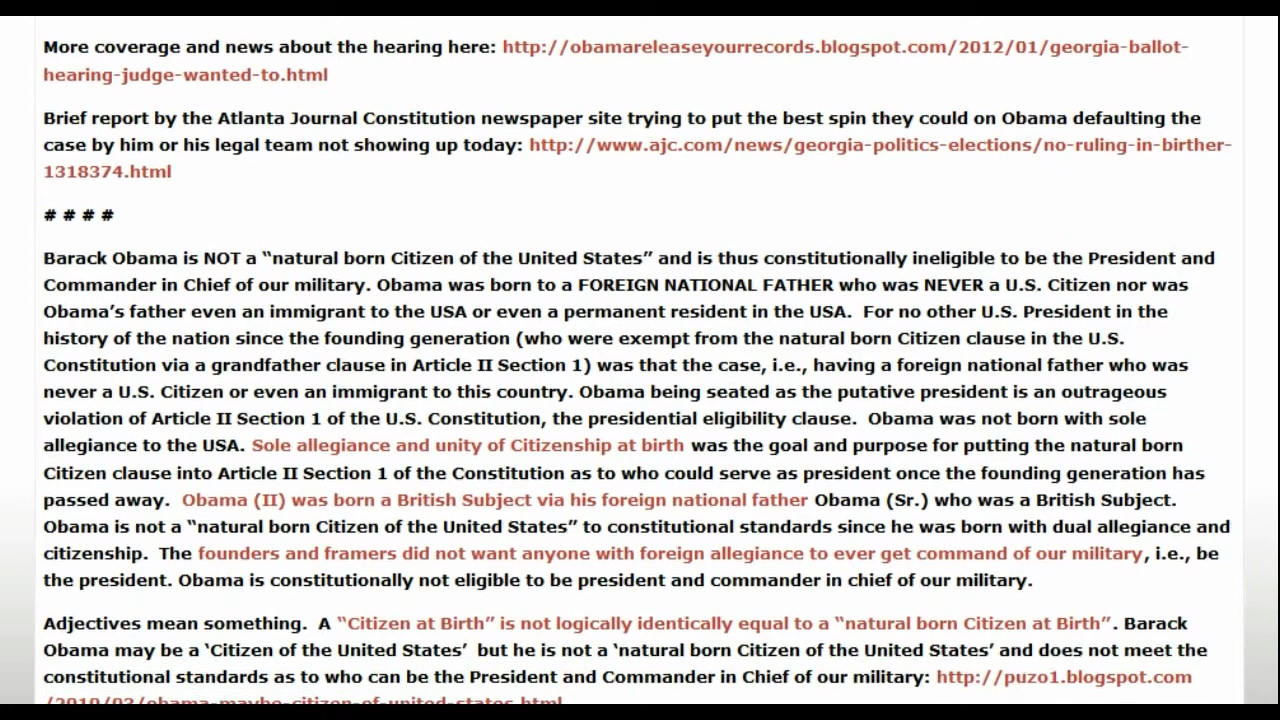 More coverage and news about the hearing here: http://obamareleaseyourrecords.blogspot.com/2012/01/georgia-ballot-
hearing-judge-wanted-to.html
Brief report by the Atlanta Journal Constitution newspaper site trying to put the best spin they could on Obama defaulting the
case by him or his legal team not showing up today: http://www.ajc.com/news/georgia-politics-elections/no-ruling-in-birther-
1318374.html
# # # #
Barack Obama is NOT a “natural born Citizen of the United States” and is thus constitutionally ineligible to be the President and
Commander in Chief of our military. Obama was born to a FOREIGN NATIONAL FATHER who was NEVER a U.S. Citizen nor was
Obama’s father even an immigrant to the USA or even a permanent resident in the USA.  For no other U.S. President in the
history of the nation since the founding generation (who were exempt from the natural born Citizen clause in the U.S.
Constitution via a grandfather clause in Article II Section 1) was that the case, i.e., having a foreign national father who was
never a U.S. Citizen or even an immigrant to this country. Obama being seated as the putative president is an outrageous
violation of Article II Section 1 of the U.S. Constitution, the presidential eligibility clause.  Obama was not born with sole
allegiance to the USA. Sole allegiance and unity of Citizenship at birth was the goal and purpose for putting the natural born
Citizen clause into Article II Section 1 of the Constitution as to who could serve as president once the founding generation has
passed away.  Obama (II) was born a British Subject via his foreign national father Obama (Sr.) who was a British Subject.
Obama is not a “natural born Citizen of the United States” to constitutional standards since he was born with dual allegiance and
citizenship.  The founders and framers did not want anyone with foreign allegiance to ever get command of our military, i.e., be
the president. Obama is constitutionally not eligible to be president and commander in chief of our military.
Adjectives mean something.  A “Citizen at Birth” is not logically identically equal to a “natural born Citizen at Birth”. Barack
Obama may be a ‘Citizen of the United States’  but he is not a ‘natural born Citizen of the United States’ and does not meet the
constitutional standards as to who can be the President and Commander in Chief of our military: http://puzo1.blogspot.com
/2010/03/obama-maybe-citizen-of-united-states.html